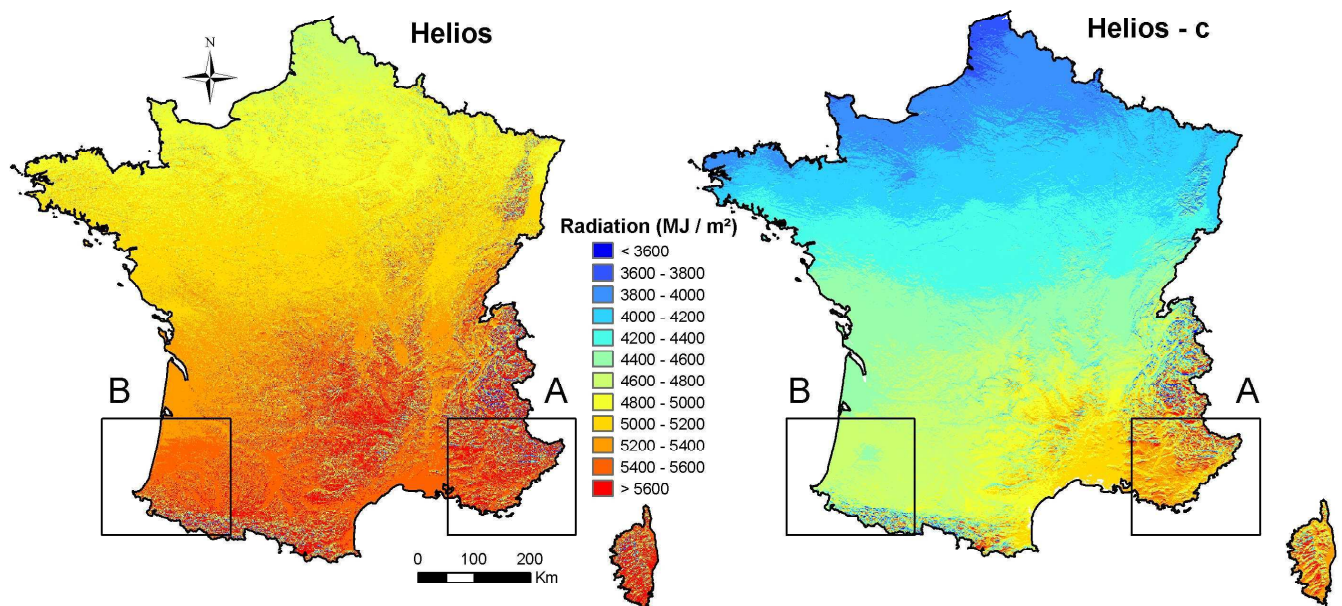 Helios
Helios - c
N
Radiation (MJ / m²)
< 3600
3600 - 3800
3800 - 4000
4000 - 4200
4200 - 4400
4400 - 4600
4600 - 4800
4800 - 5000
5000 - 5200
5200 - 5400
5400 - 5600
> 5600
B
A
B
A
0 100 200
Km